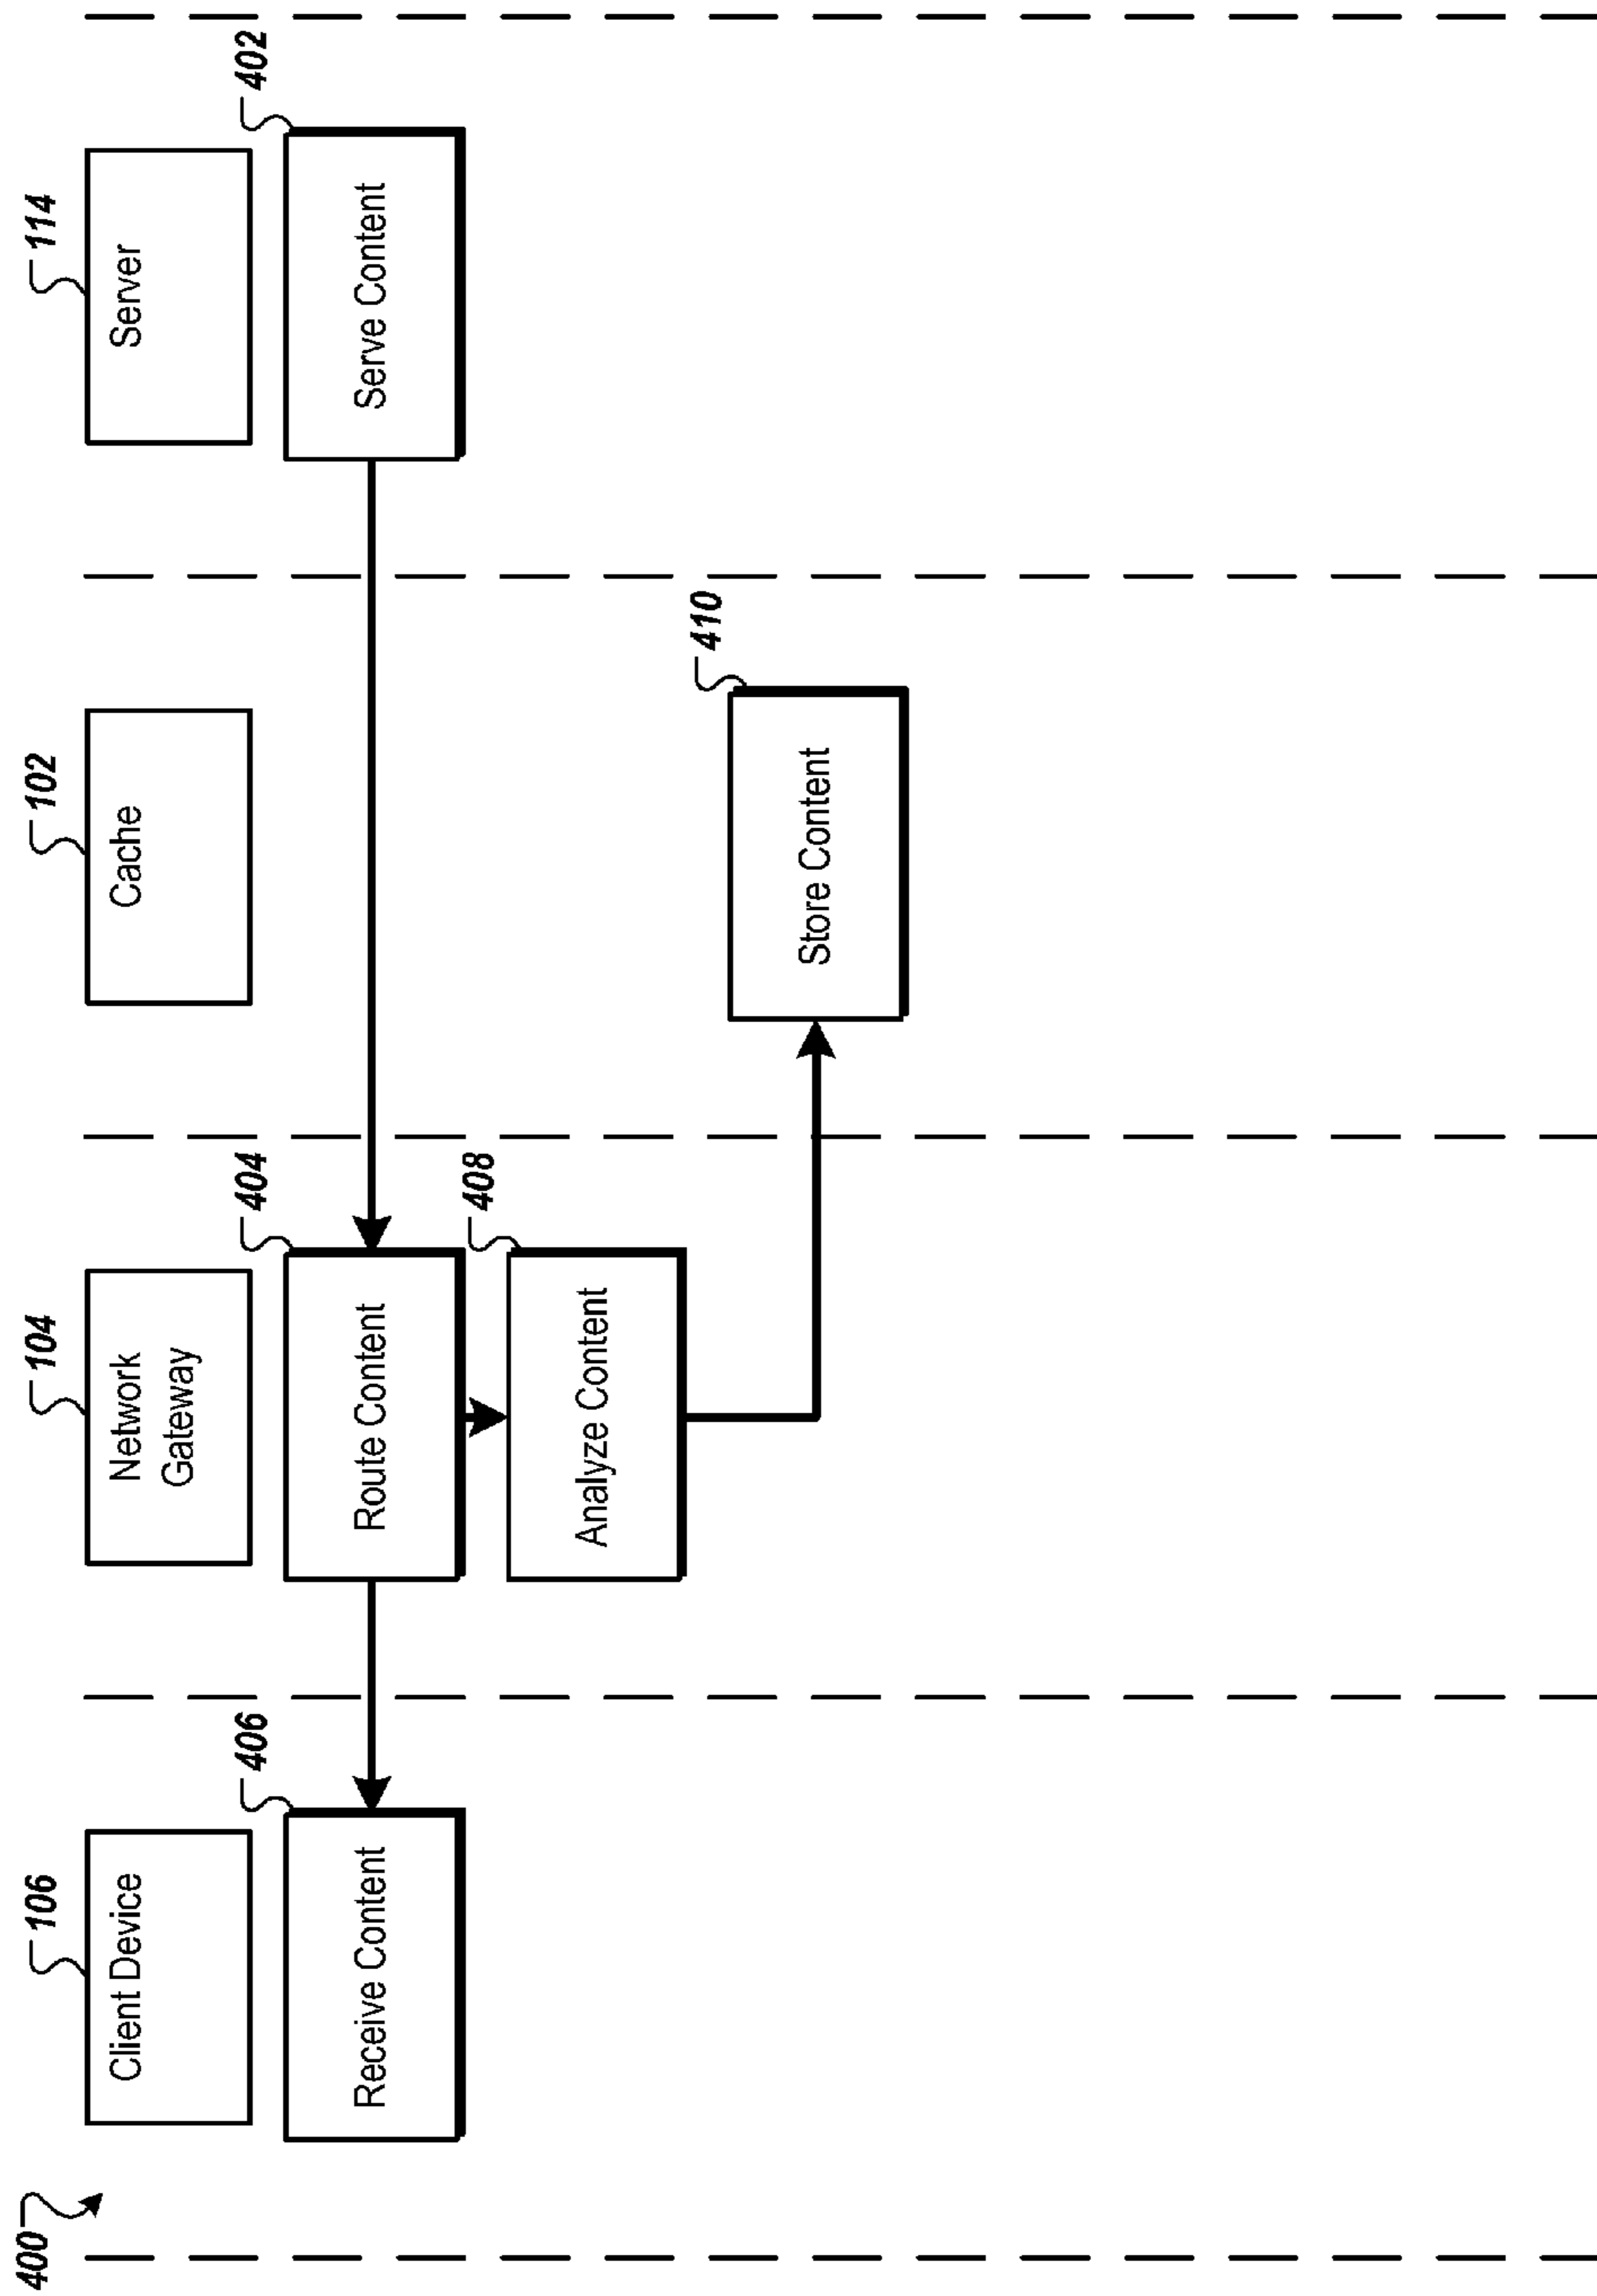 400
106
Client Device
104
Network
Gateway
102
Cache
114
Server
406
Receive Content
404
Route Content
402
Serve Content
408
Analyze Content
410
Store Content